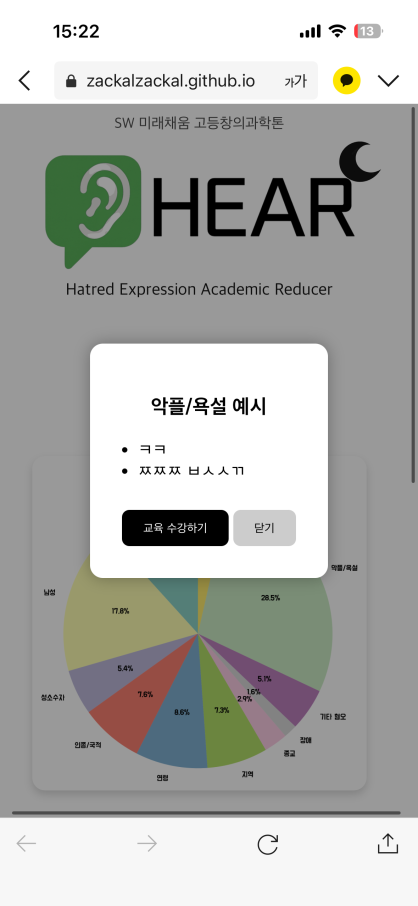 15:22
13
zackalzackal.github.io
가가
SW 미래채움 고등창의과학톤
HEAR
Hatred Expression Academic Reducer
악플/욕설 예시
ㅋㅋ
ㅉㅉㅉ ㅂㅅㅅㄲ
교육 수강하기
닫기
악플/욕설
28.5%
남성
17.8%
5.4%
성소수자
7.6%
인종/국적
8.6%
연령
7.3%
지역
2.9%
종교
1.6%
장애
5.1%
기타 혐오